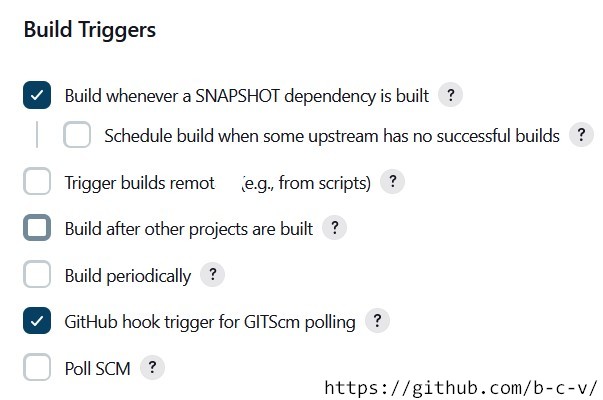 Build Triggers
Build whenever a SNAPSHOT dependency is built ?
Schedule build when some upstream has no successful builds ?
Trigger builds remot (e.g., from scripts) ?
Build after other projects are built ?
Build periodically ?
GitHub hook trigger for GITScm polling ?
Poll SCM ?
https://github.com/b-c-v/